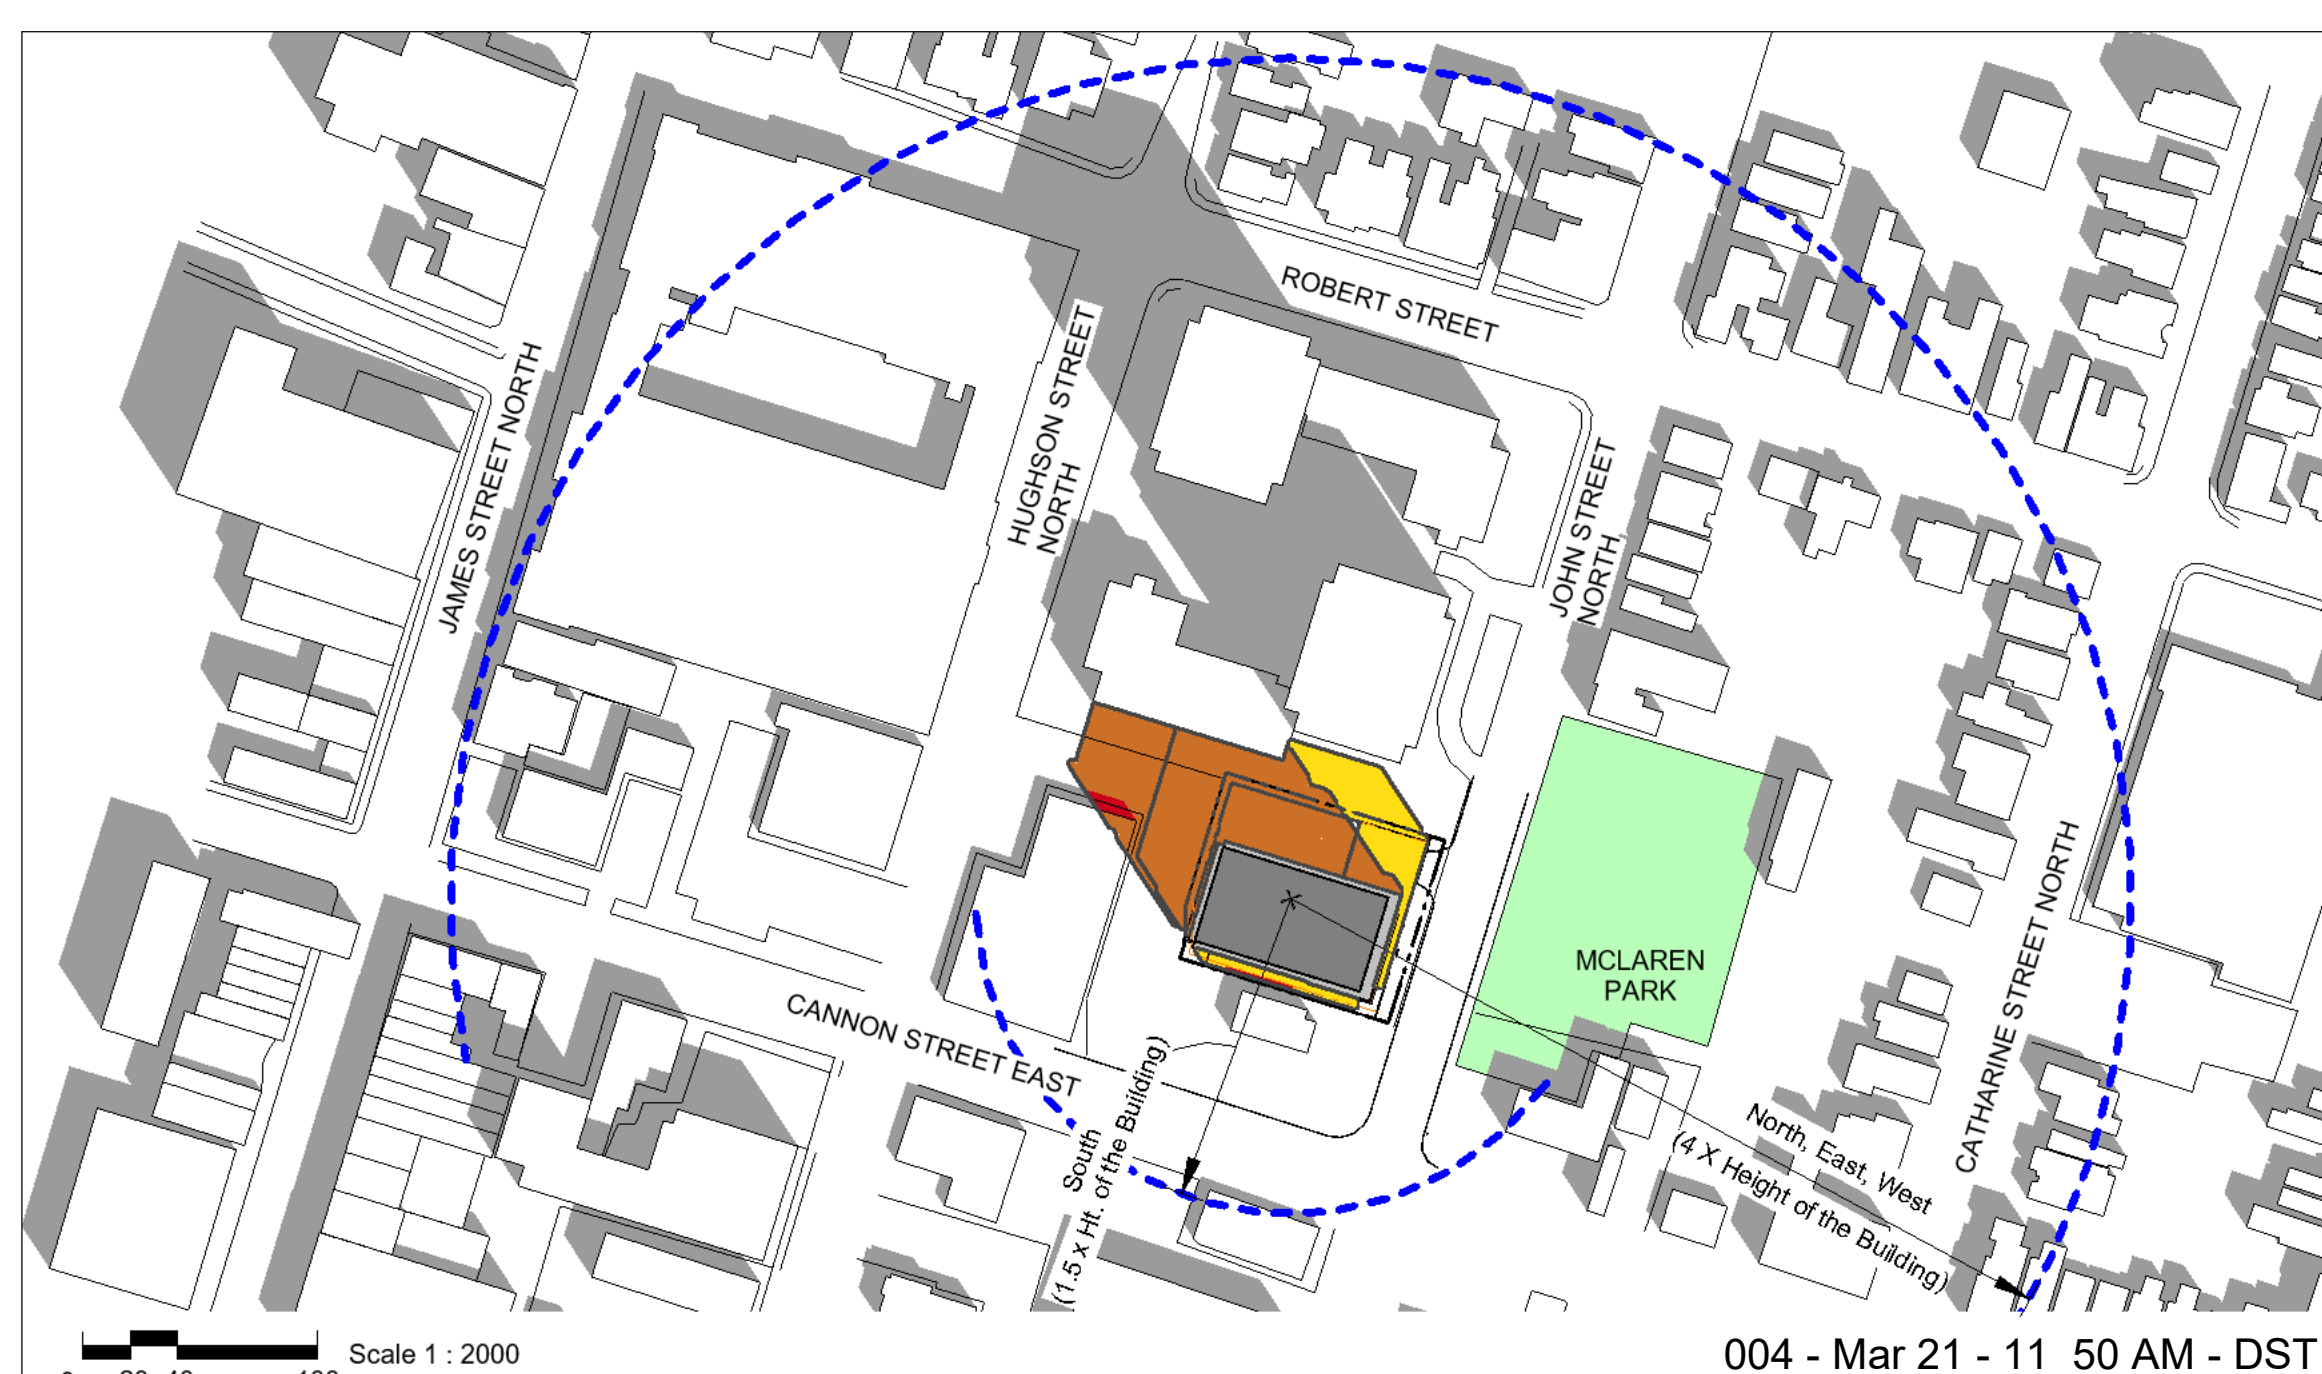 ROBERT STREET
HUGHSON STREET
NORTH
JAMES STREET NORTH
JOHN STREET
NORTH
MCLAREN
PARK
CANNON STREET EAST
CATHARINE STREET NORTH
South
(1.5 x Ht. of the Building)
North, East, West
(4 X Height of the Building)
Scale 1 : 2000
004 - Mar 21 - 11 50 AM - DST